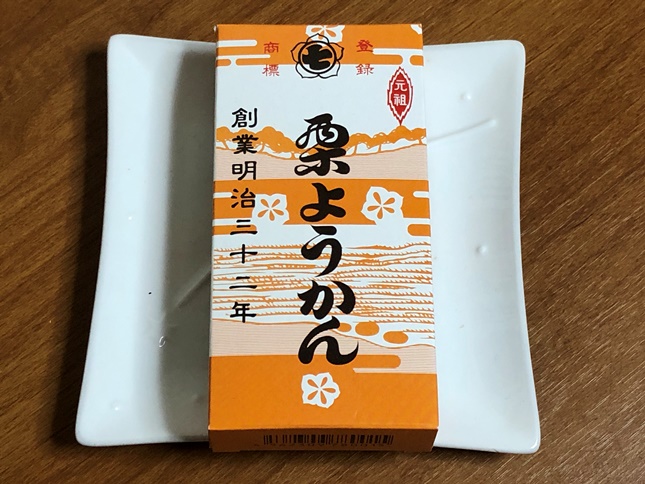 登録
商標
七
元祖
栗ようかん
創業明治三十二年